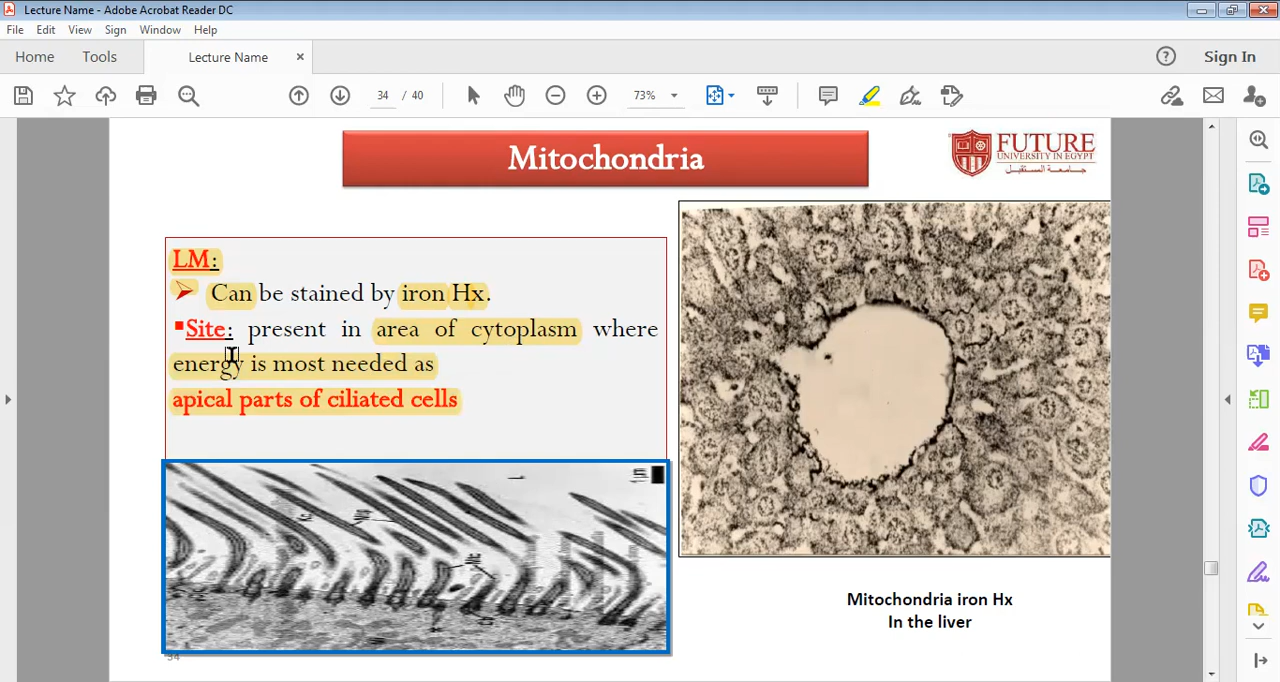 Lecture Name - Adobe Acrobat Reader DC
File Edit View Sign Window Help
Home Tools Lecture Name × ? Sign In
34 / 40 73%
Mitochondria
FUTURE
UNIVERSITY IN EGYPT
جامعة المستقبل
LM:
Can be stained by iron Hx.
Site: present in area of cytoplasm where
energy is most needed as
apical parts of ciliated cells
Mitochondria iron Hx
In the liver
34